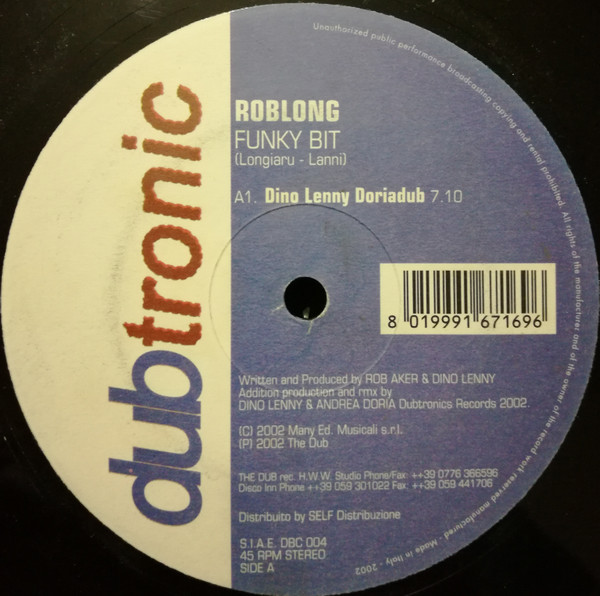 dubtronic
ROBLONG
FUNKY BIT
(Longiaru - Lanni)
A1. Dino Lenny Doriadub 7.10
8 019991 671696
Written and Produced by ROB AKER & DINO LENNY
Addition production and rmx by
DINO LENNY & ANDREA DORIA Dubtronics Records 2002.
(C) 2002 Many Ed. Musicali s.r.l.
(P) 2002 The Dub
THE DUB rec. H.W.W. Studio Phone/Fax: ++39 0776 366596
Disco Inn Phone ++39 059 301022 Fax: ++39 059 441706
Distribuito by SELF Distribuzione
S.I.A.E. DBC 004
45 RPM STEREO
SIDE A
Unauthorized public performance broadcasting copying and rental prohibited. All rights of the manufacturer and of the owner of the record work reserved manufactured - Made in Italy - 2002